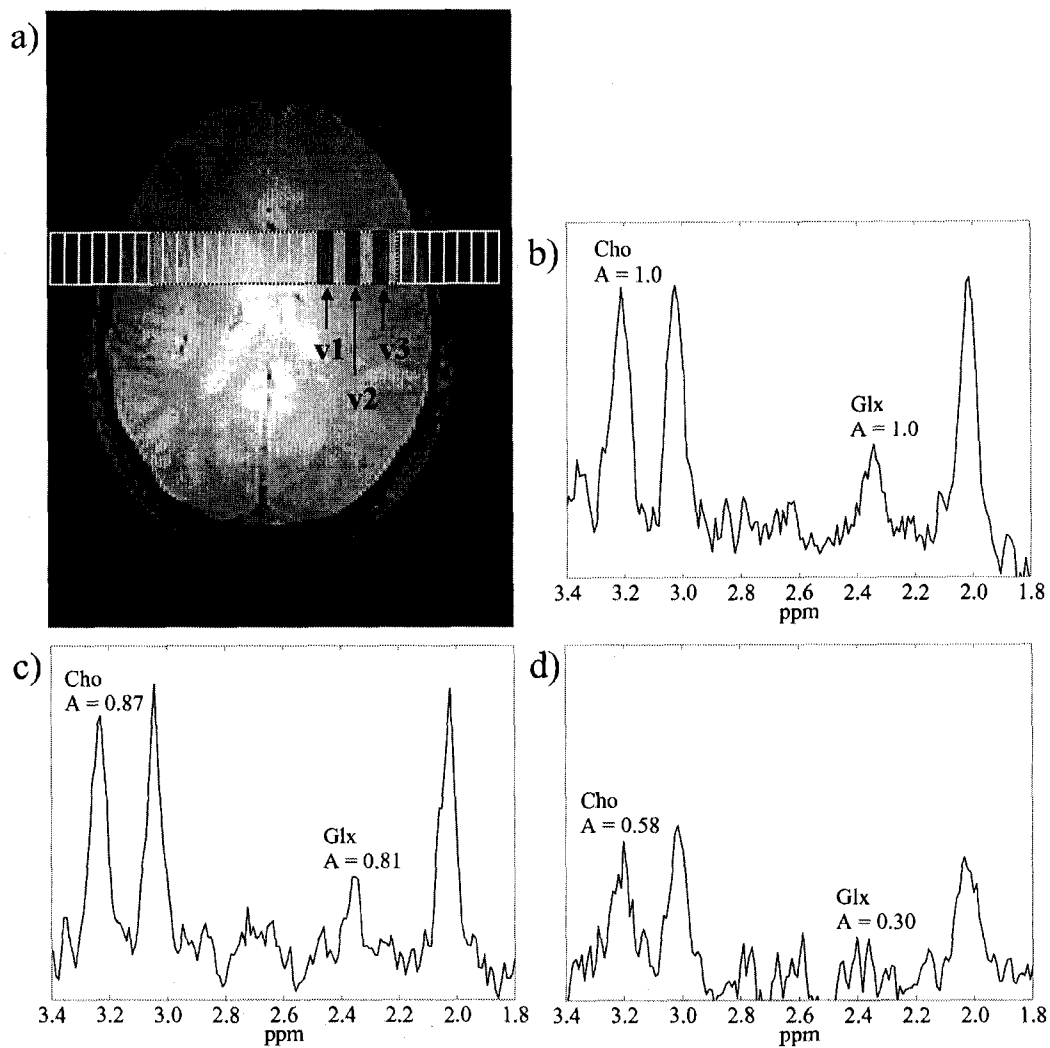 a)
v1
v3
v2
b)
Cho
A = 1.0
Glx
A = 1.0
3.4 3.2 3.0 2.8 2.6 2.4 2.2 2.0 1.8
ppm
c)
Cho
A = 0.87
Glx
A = 0.81
3.4 3.2 3.0 2.8 2.6 2.4 2.2 2.0 1.8
ppm
d)
Cho
A = 0.58
Glx
A = 0.30
3.4 3.2 3.0 2.8 2.6 2.4 2.2 2.0 1.8
ppm